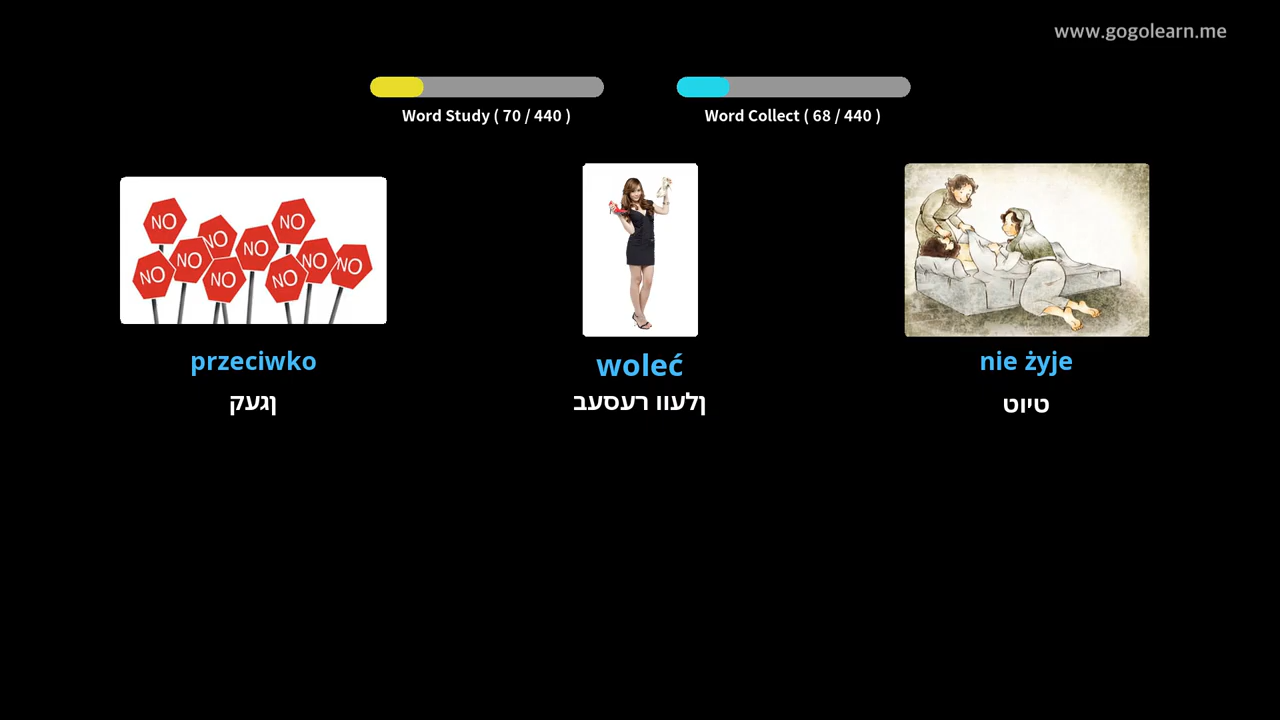 www.gogolearn.me
Word Study ( 70 / 440 )
Word Collect ( 68 / 440 )
NO
NO
NO
NO
NO
NO
NO
NO
NO
NO
przeciwko
קעגן
woleć
בעסער וועלן
nie żyje
טויט